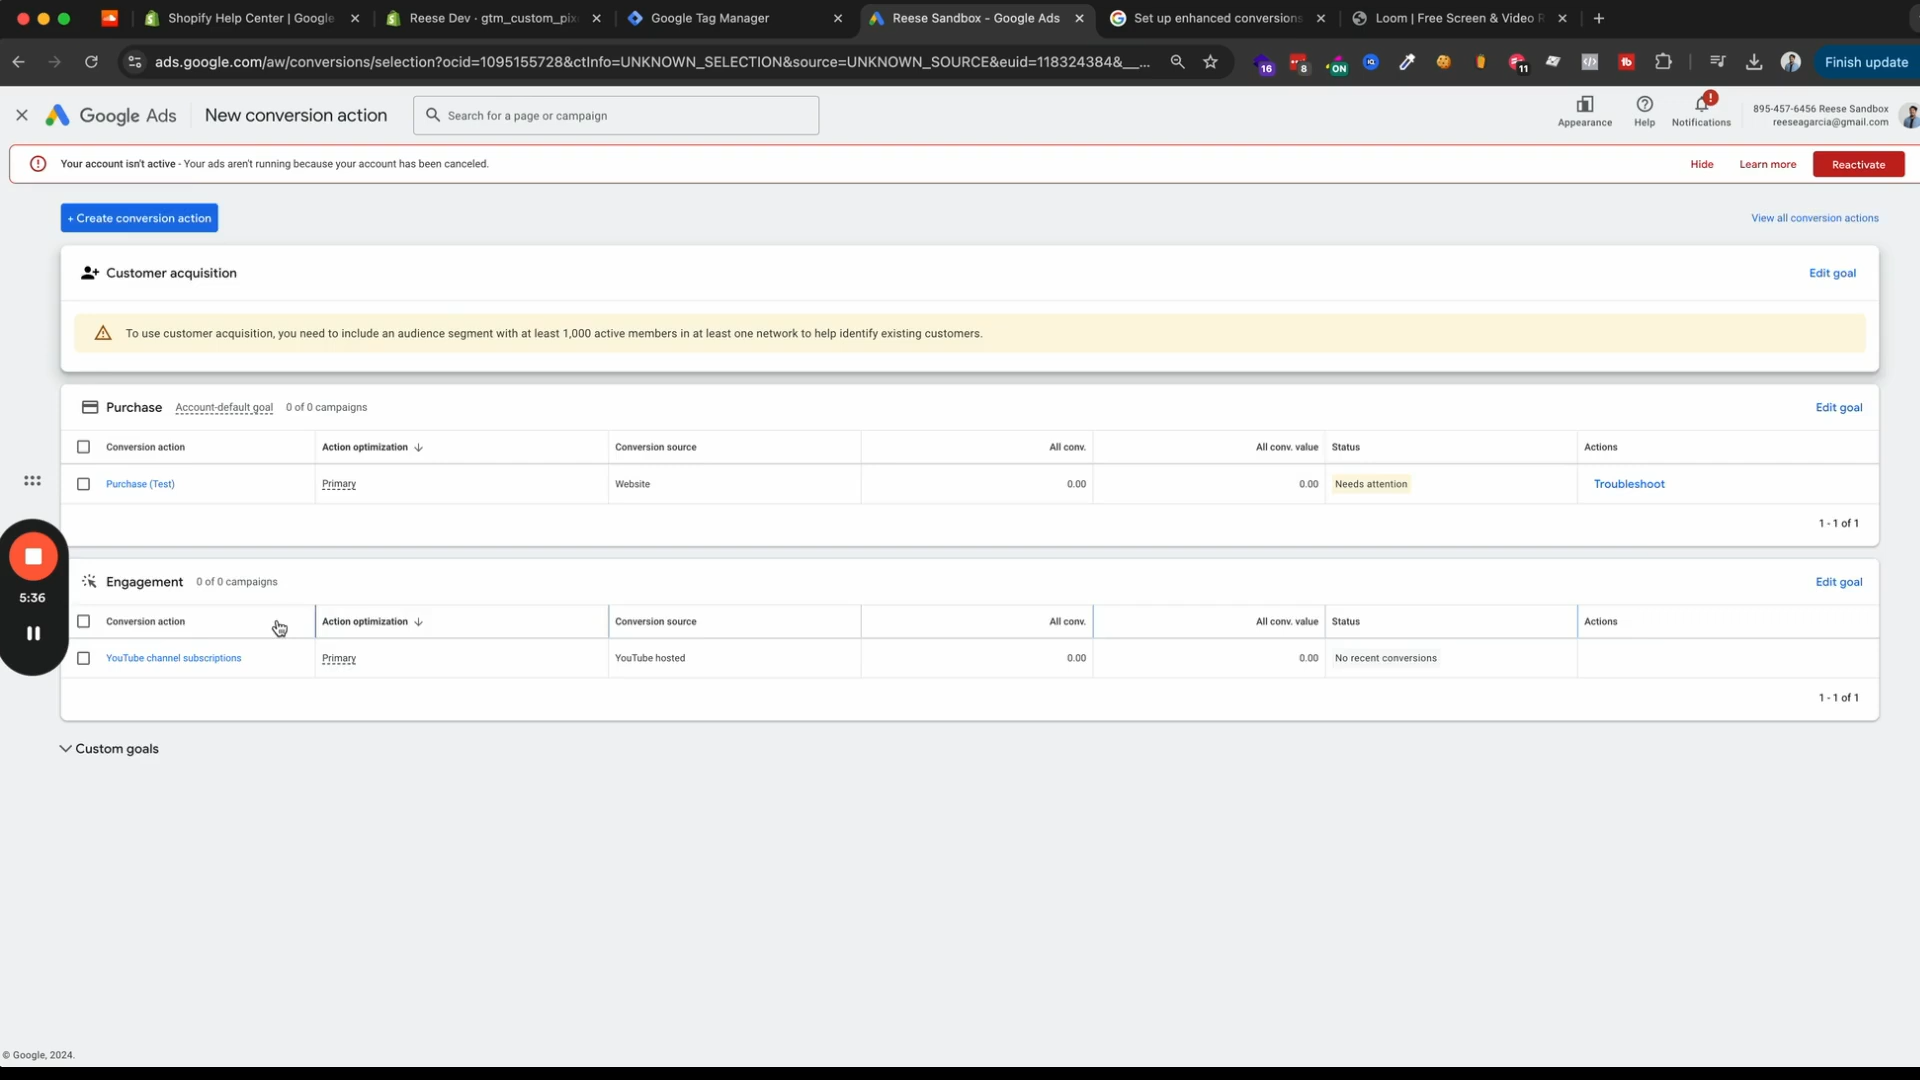 Shopify Help Center | Google
Reese Dev · gtm_custom_pix
Google Tag Manager
Reese Sandbox - Google Ads
Set up enhanced conversions
Loom | Free Screen & Video R
ads.google.com/aw/conversions/selection?ocid=1095155728&ctInfo=UNKNOWN_SELECTION&source=UNKNOWN_SOURCE&euid=118324384&__...
16
8
ON
11
Finish update
Google Ads
New conversion action
Search for a page or campaign
Appearance
Help
Notifications
895-457-6456 Reese Sandbox
reeseagarcia@gmail.com
Your account isn't active - Your ads aren't running because your account has been canceled.
Hide
Learn more
Reactivate
+ Create conversion action
View all conversion actions
Customer acquisition
Edit goal
To use customer acquisition, you need to include an audience segment with at least 1,000 active members in at least one network to help identify existing customers.
Purchase Account-default goal 0 of 0 campaigns
Edit goal
Conversion action Action optimization Conversion source All conv. All conv. value Status Actions
Purchase (Test) Primary Website 0.00 0.00 Needs attention Troubleshoot
1 - 1 of 1
5:36
Engagement 0 of 0 campaigns
Edit goal
Conversion action Action optimization Conversion source All conv. All conv. value Status Actions
YouTube channel subscriptions Primary YouTube hosted 0.00 0.00 No recent conversions
1 - 1 of 1
Custom goals
© Google, 2024.